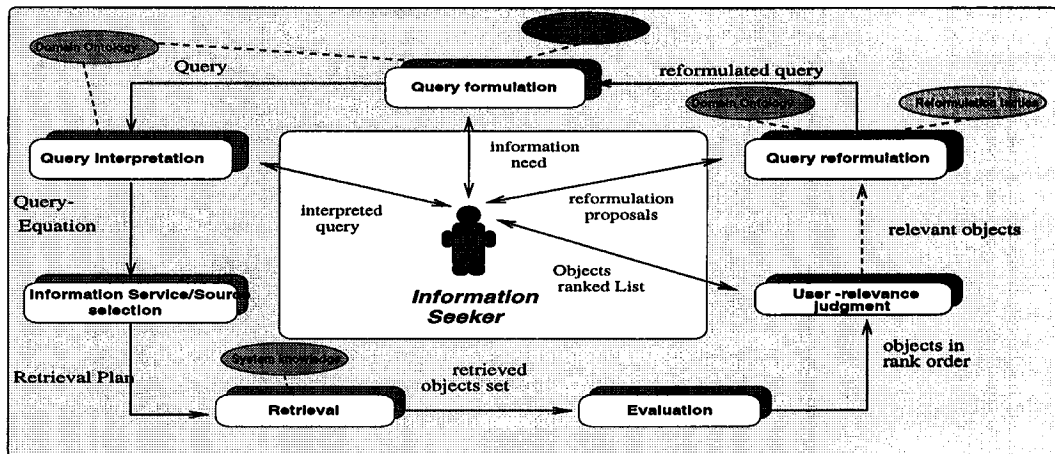 Domain Ontology
Query
Query formulation
reformulated query
Domain Ontology
Query Interpretation
information
need
Query reformulation
Query-
Equation
interpreted
query
reformulation
proposals
relevant objects
Information Service/Source
selection
Objects
ranked List
Information
Seeker
User -relevance
judgment
objects in
rank order
Retrieval Plan
System knowledge
retrieved
objects set
Retrieval
Evaluation